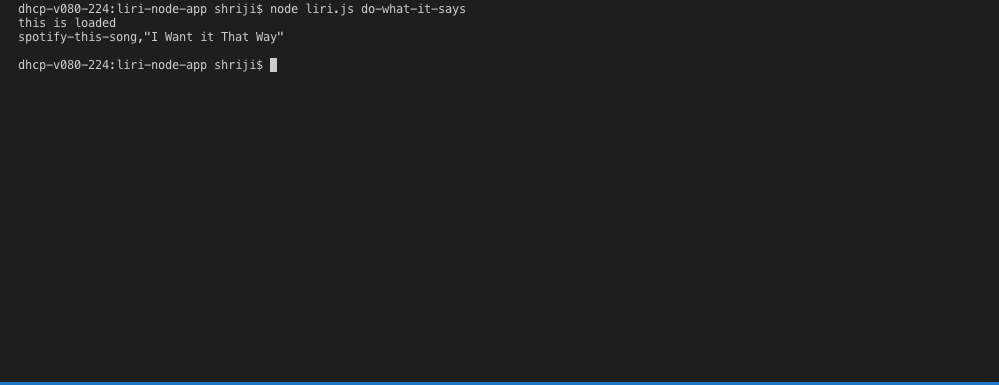 dhcp-v080-224:liri-node-app shriji$ node liri.js do-what-it-says
this is loaded
spotify-this-song,"I Want it That Way"
dhcp-v080-224:liri-node-app shriji$